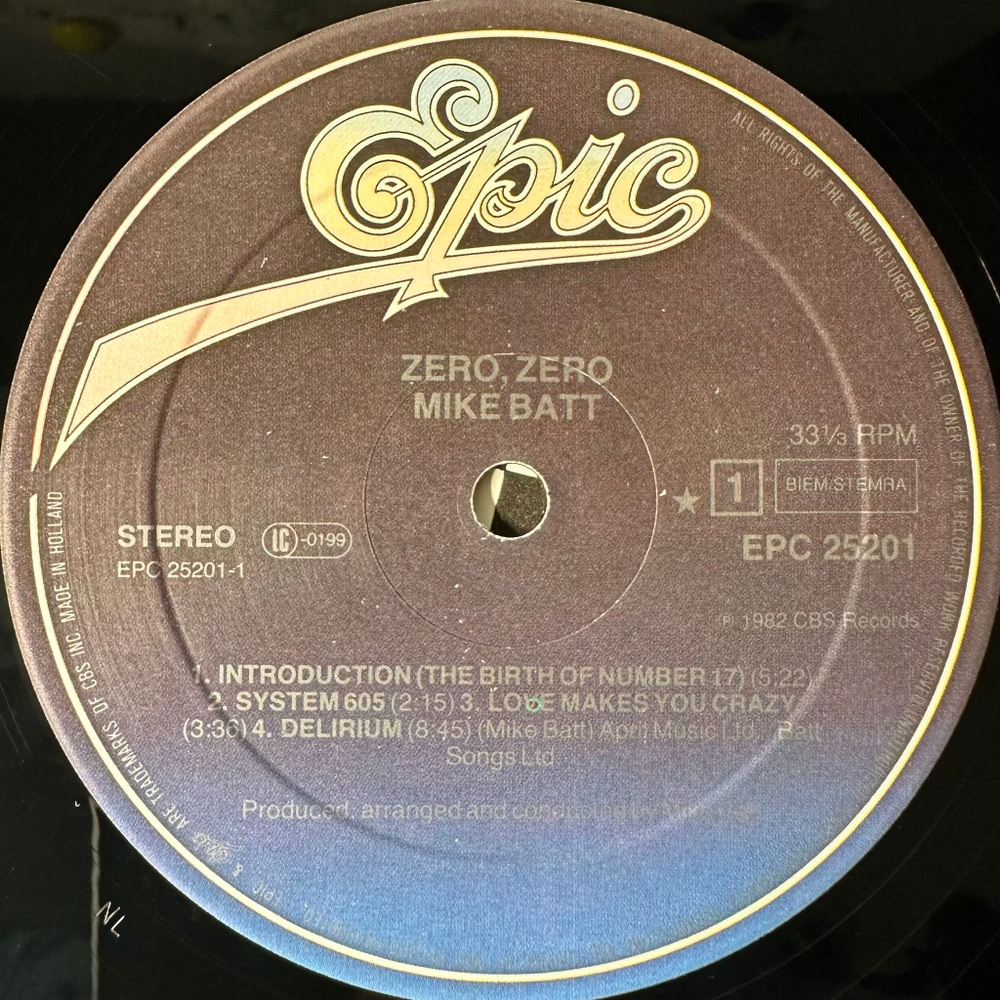 Epic
ZERO, ZERO
MIKE BATT
33⅓ RPM
★ 1 BIEM.STEMRA
STEREO LC-0199
EPC 25201
EPC 25201-1
℗ 1982 CBS Records
1. INTRODUCTION (THE BIRTH OF NUMBER 17) (5:22)
2. SYSTEM 605 (2:15) 3. LOVE MAKES YOU CRAZY
(3:36) 4. DELIRIUM (8:45) (Mike Batt) April Music Ltd / Batt
Songs Ltd
Produced, arranged and conducted by
ALL RIGHTS OF THE MANUFACTURER AND OF THE OWNER OF THE RECORDED WORK RESERVED
EPIC & ARE TRADEMARKS OF CBS INC. MADE IN HOLLAND